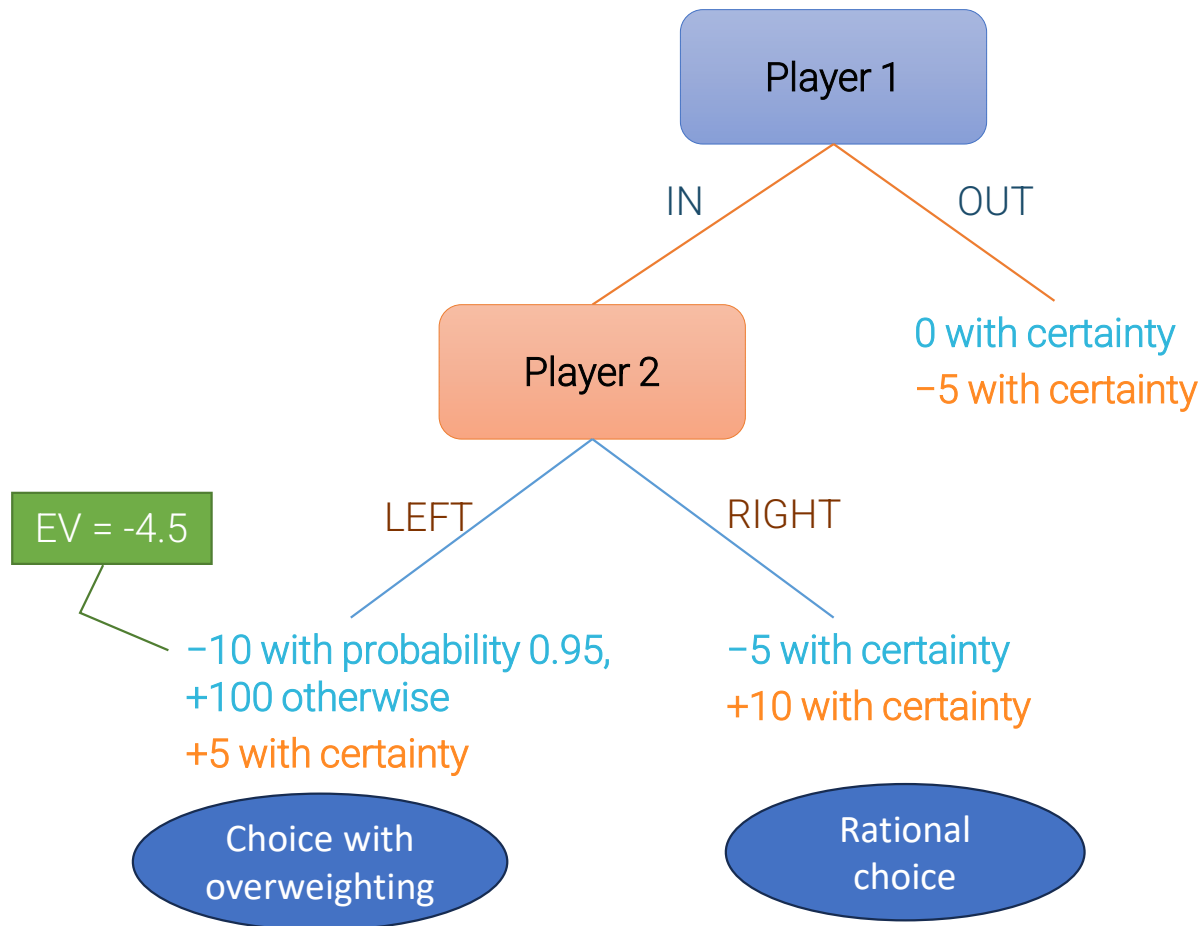 Player 1
IN
OUT
Player 2
0 with certainty
−5 with certainty
EV = -4.5
LEFT
RIGHT
−10 with probability 0.95,
+100 otherwise
+5 with certainty
−5 with certainty
+10 with certainty
Choice with
overweighting
Rational
choice